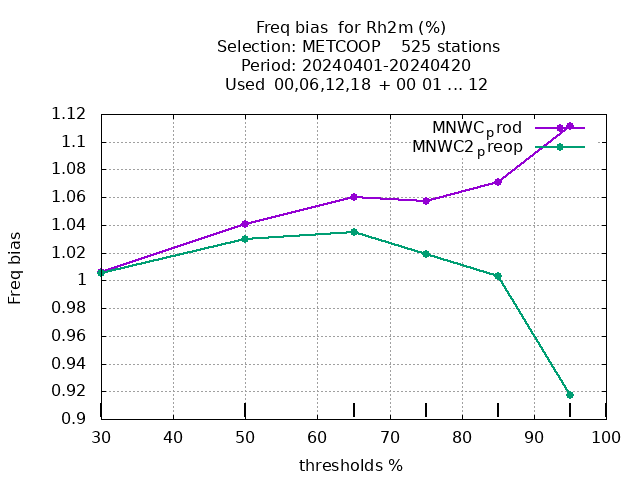 Freq bias  for Rh2m (%)
Selection: METCOOP    525 stations
Period: 20240401-20240420
Used  00,06,12,18 + 00 01 ... 12
MNWC_prod
MNWC2_preop
1.12
1.1
1.08
1.06
1.04
1.02
1
0.98
0.96
0.94
0.92
0.9
Freq bias
30 40 50 60 70 80 90 100
thresholds %